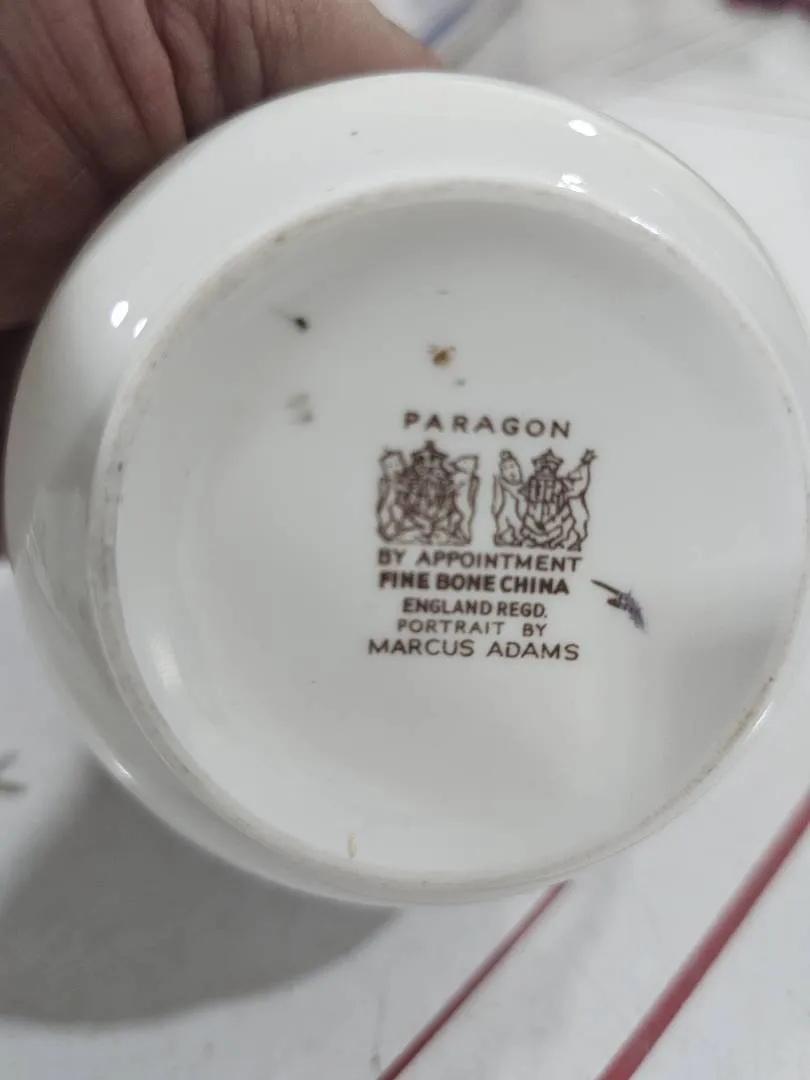 PARAGON
BY APPOINTMENT
FINE BONE CHINA
ENGLAND REGD.
PORTRAIT BY
MARCUS ADAMS